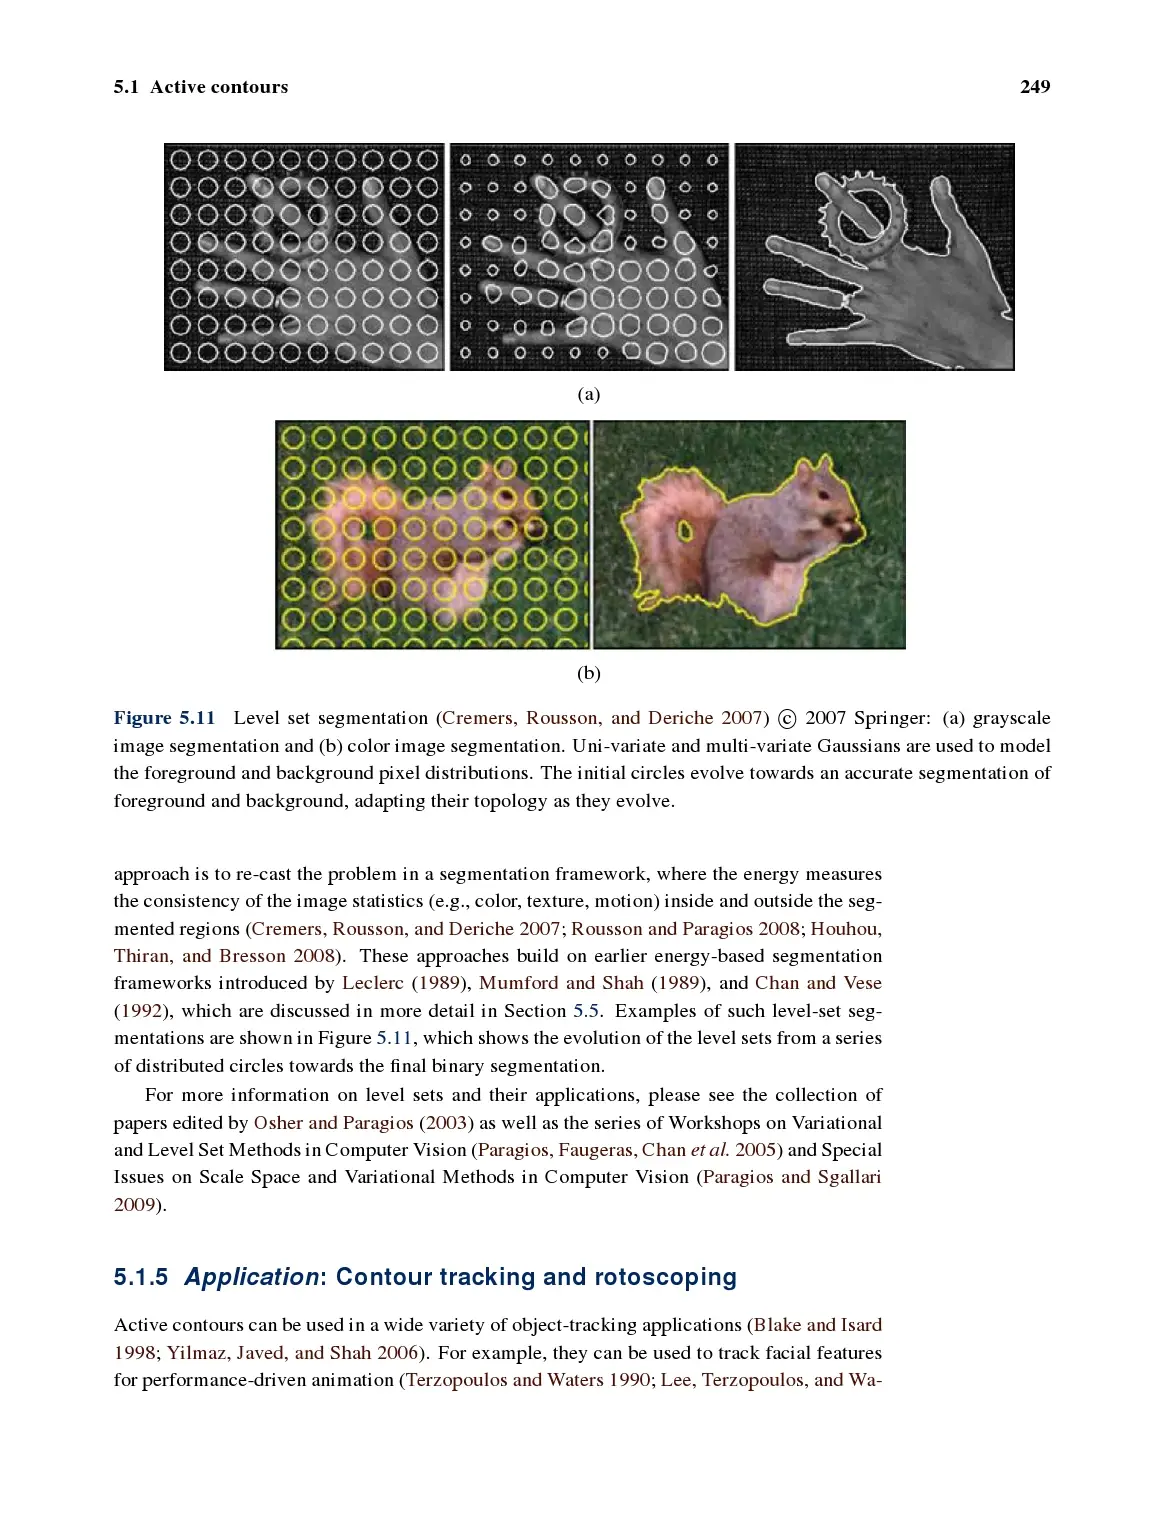 5.1 Active contours 249
(a)
(b)
Figure 5.11 Level set segmentation (Cremers, Rousson, and Deriche 2007) © 2007 Springer: (a) grayscale
image segmentation and (b) color image segmentation. Uni-variate and multi-variate Gaussians are used to model
the foreground and background pixel distributions. The initial circles evolve towards an accurate segmentation of
foreground and background, adapting their topology as they evolve.
approach is to re-cast the problem in a segmentation framework, where the energy measures
the consistency of the image statistics (e.g., color, texture, motion) inside and outside the seg-
mented regions (Cremers, Rousson, and Deriche 2007; Rousson and Paragios 2008; Houhou,
Thiran, and Bresson 2008). These approaches build on earlier energy-based segmentation
frameworks introduced by Leclerc (1989), Mumford and Shah (1989), and Chan and Vese
(1992), which are discussed in more detail in Section 5.5. Examples of such level-set seg-
mentations are shown in Figure 5.11, which shows the evolution of the level sets from a series
of distributed circles towards the final binary segmentation.
For more information on level sets and their applications, please see the collection of
papers edited by Osher and Paragios (2003) as well as the series of Workshops on Variational
and Level Set Methods in Computer Vision (Paragios, Faugeras, Chan et al. 2005) and Special
Issues on Scale Space and Variational Methods in Computer Vision (Paragios and Sgallari
2009).
5.1.5 Application: Contour tracking and rotoscoping
Active contours can be used in a wide variety of object-tracking applications (Blake and Isard
1998; Yilmaz, Javed, and Shah 2006). For example, they can be used to track facial features
for performance-driven animation (Terzopoulos and Waters 1990; Lee, Terzopoulos, and Wa-